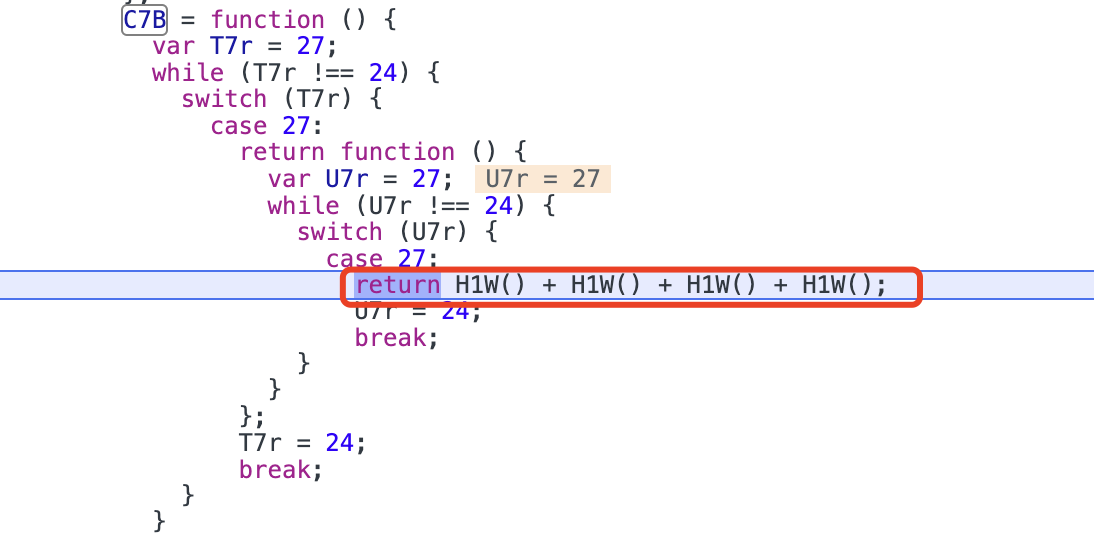 C7B = function () {
var T7r = 27;
while (T7r !== 24) {
switch (T7r) {
case 27:
return function () {
var U7r = 27; U7r = 27
while (U7r !== 24) {
switch (U7r) {
case 27:
return H1W() + H1W() + H1W() + H1W();
U7r = 24;
break;
}
}
};
T7r = 24;
break;
}
}